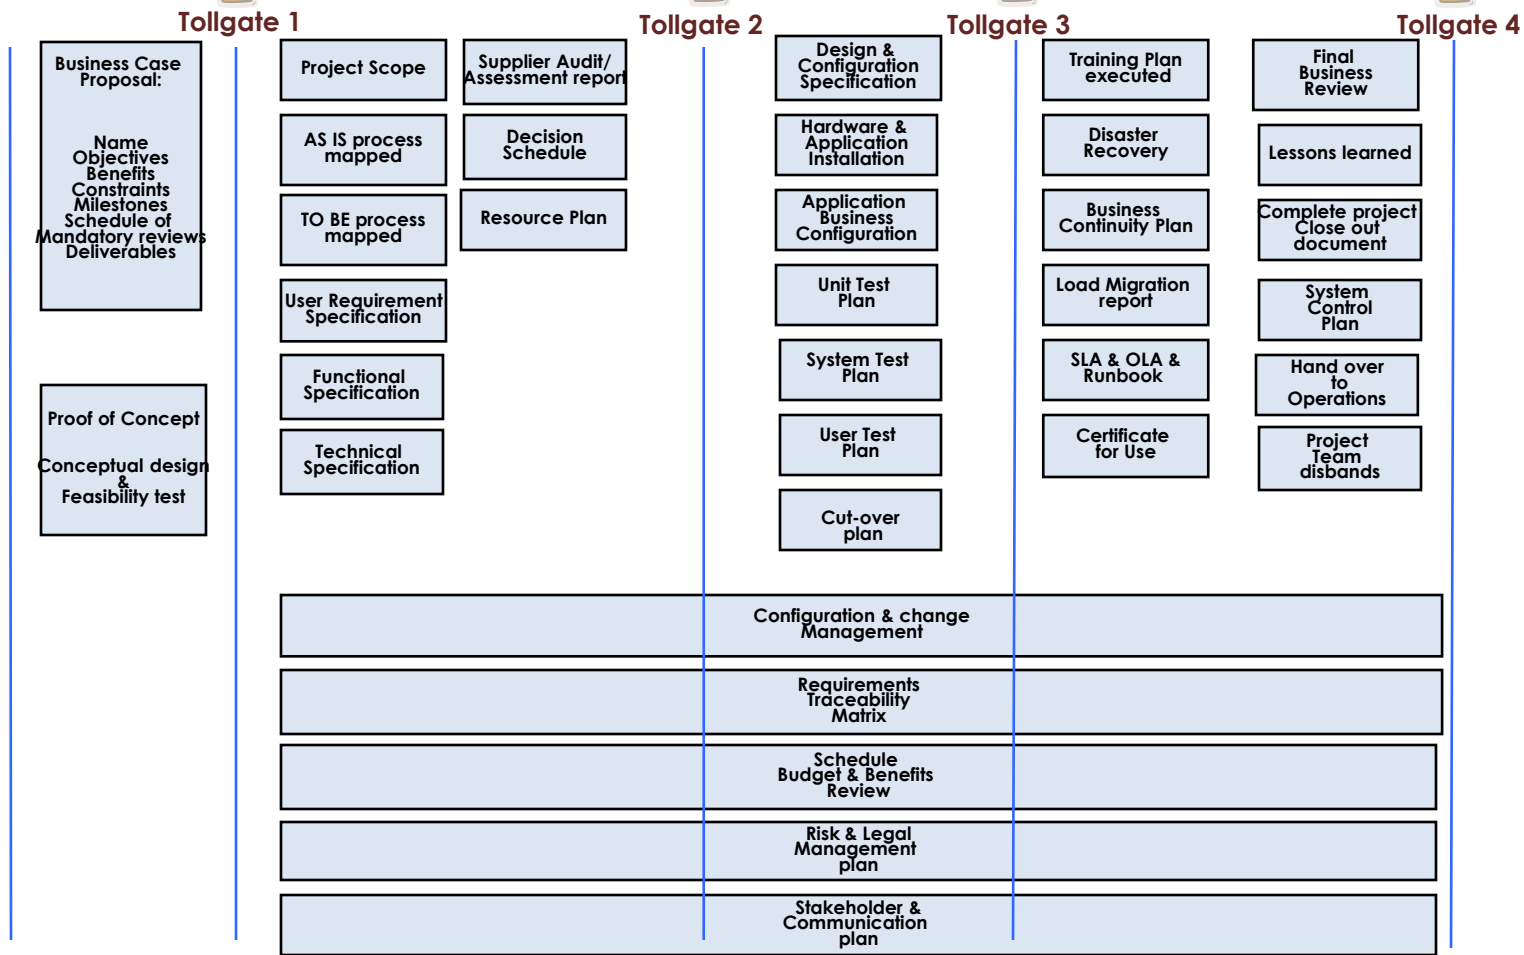 Tollgate 1
Tollgate 2
Tollgate 3
Tollgate 4
Business Case
Proposal:
Name
Objectives
Benefits
Constraints
Milestones
Schedule of
Mandatory reviews
Deliverables
Proof of Concept
Conceptual design
&
Feasibility test
Project Scope
AS IS process
mapped
TO BE process
mapped
User Requirement
Specification
Functional
Specification
Technical
Specification
Supplier Audit/
Assessment report
Decision
Schedule
Resource Plan
Design &
Configuration
Specification
Hardware &
Application
Installation
Application
Business
Configuration
Unit Test
Plan
System Test
Plan
User Test
Plan
Cut-over
plan
Training Plan
executed
Disaster
Recovery
Business
Continuity Plan
Load Migration
report
SLA & OLA &
Runbook
Certificate
for Use
Final
Business
Review
Lessons learned
Complete project
Close out
document
System
Control
Plan
Hand over
to
Operations
Project
Team
disbands
Configuration & change
Management
Requirements
Traceability
Matrix
Schedule
Budget & Benefits
Review
Risk & Legal
Management
plan
Stakeholder &
Communication
plan